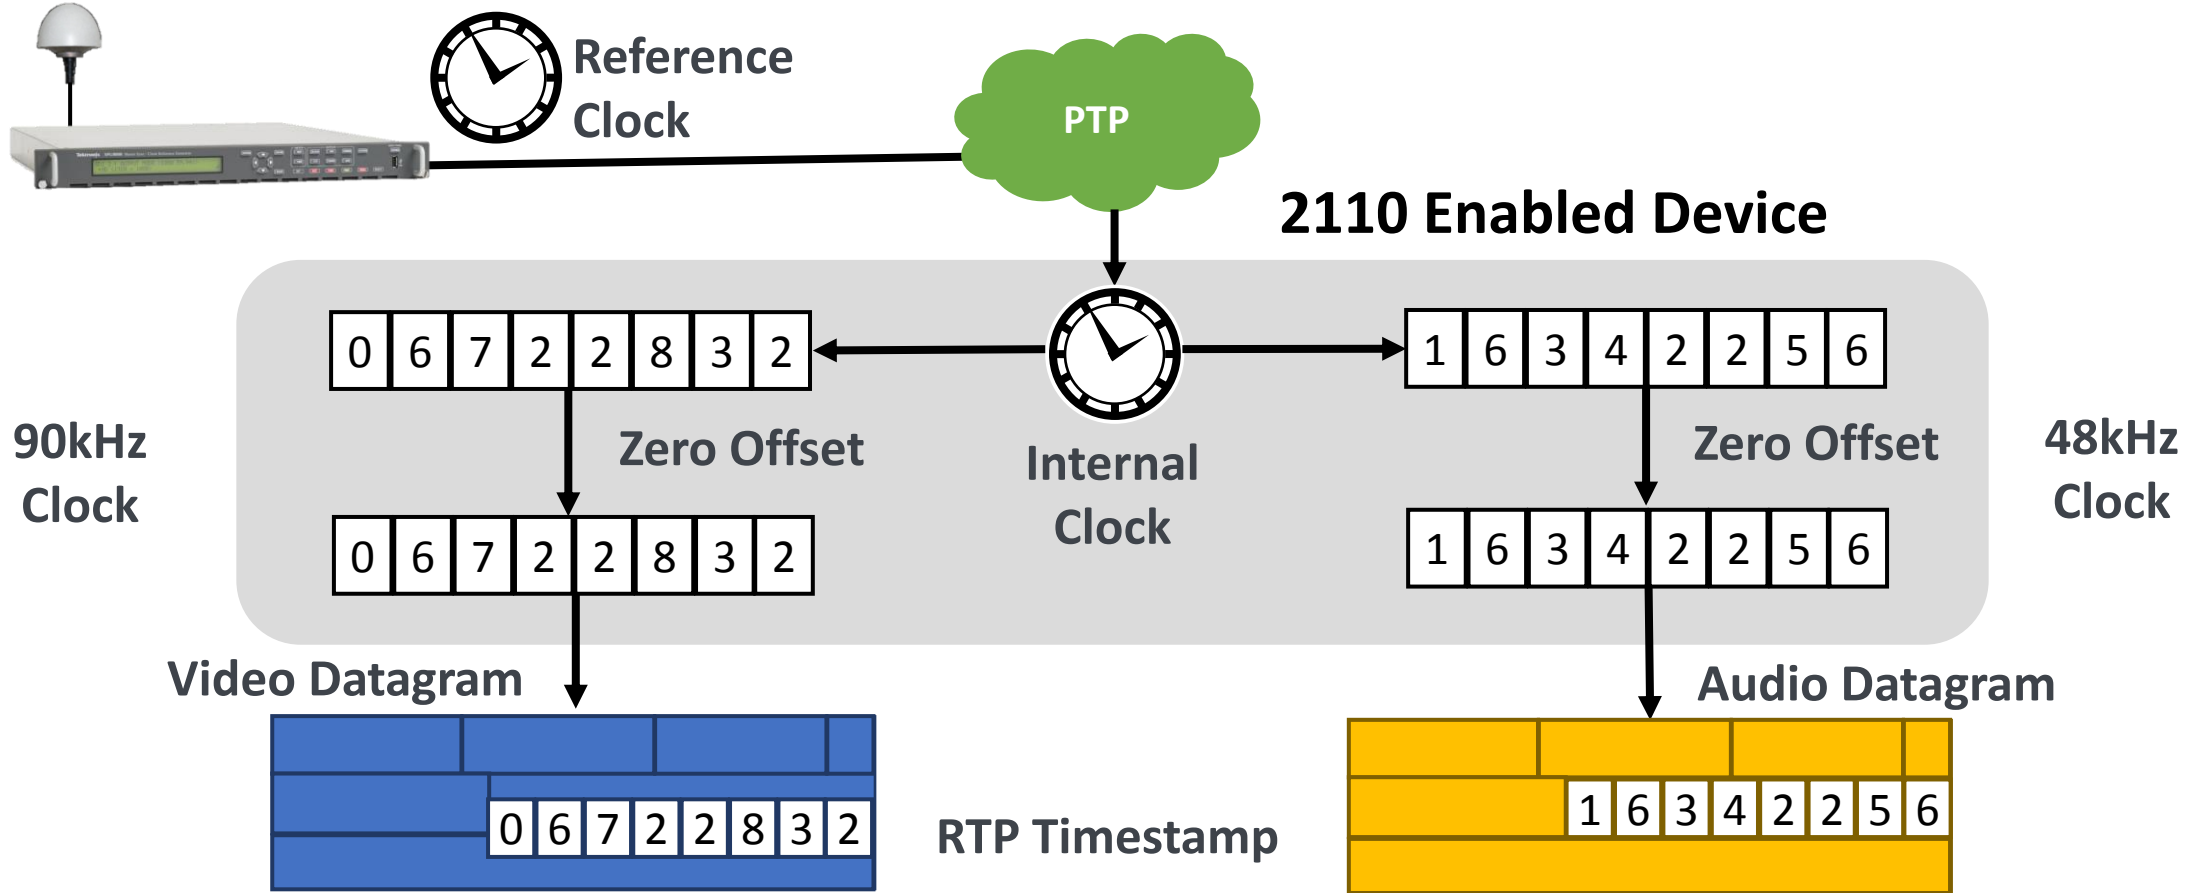 Reference
Clock
PTP
Tektronix
2110 Enabled Device
0 6 7 2 2 8 3 2
1 6 3 4 2 2 5 6
90kHz
Clock
Zero Offset
Internal
Clock
Zero Offset
48kHz
Clock
0 6 7 2 2 8 3 2
1 6 3 4 2 2 5 6
Video Datagram
Audio Datagram
0 6 7 2 2 8 3 2
RTP Timestamp
1 6 3 4 2 2 5 6